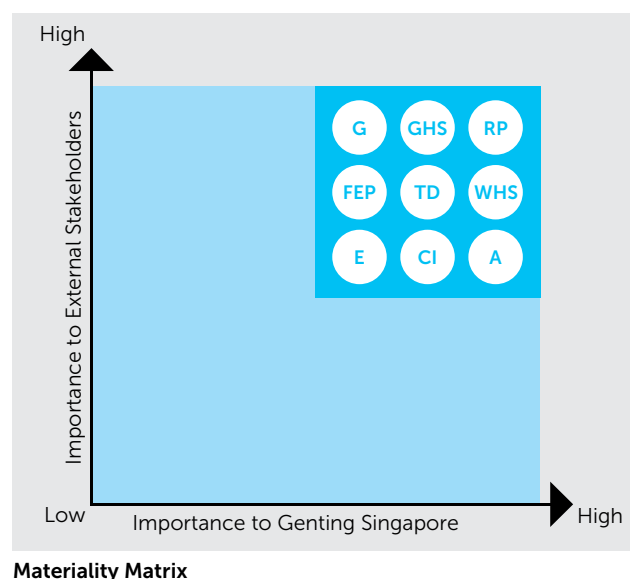 High
Importance to External Stakeholders
G GHS RP
FEP TD WHS
E CI A
Low
Importance to Genting Singapore
High
Materiality Matrix